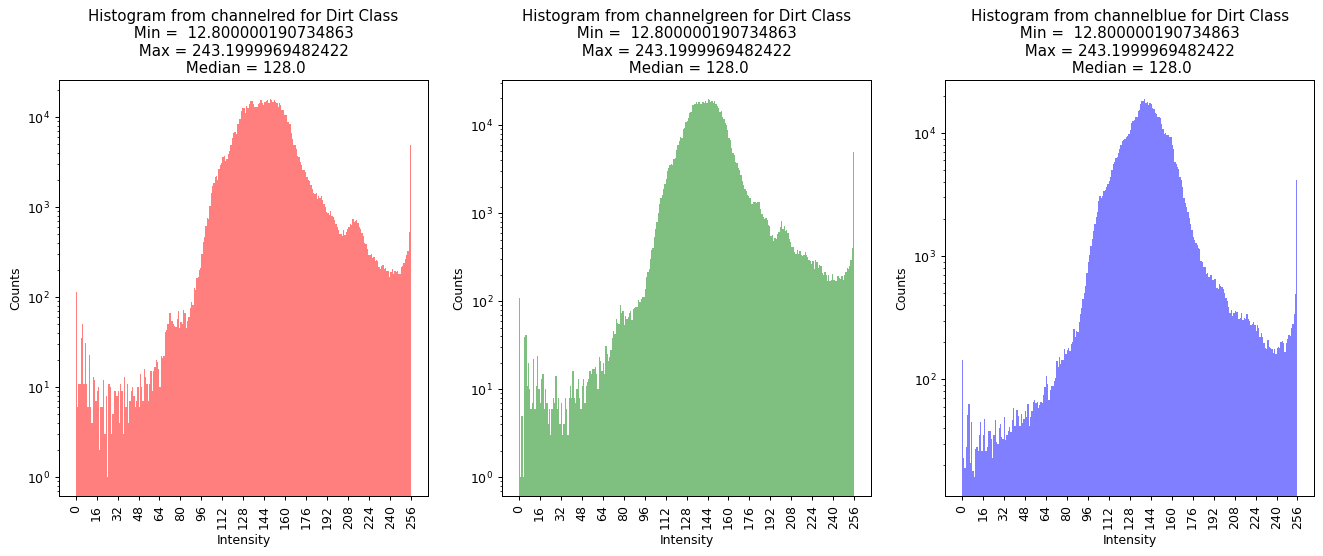 Histogram from channelred for Dirt Class
Min =  12.800000190734863
Max = 243.1999969482422
Median = 128.0
10^4
10^3
10^2
10^1
10^0
Counts
0 16 32 48 64 80 96 112 128 144 160 176 192 208 224 240 256
Intensity
Histogram from channelgreen for Dirt Class
Min =  12.800000190734863
Max = 243.1999969482422
Median = 128.0
10^4
10^3
10^2
10^1
10^0
Counts
0 16 32 48 64 80 96 112 128 144 160 176 192 208 224 240 256
Intensity
Histogram from channelblue for Dirt Class
Min =  12.800000190734863
Max = 243.1999969482422
Median = 128.0
10^4
10^3
10^2
Counts
0 16 32 48 64 80 96 112 128 144 160 176 192 208 224 240 256
Intensity